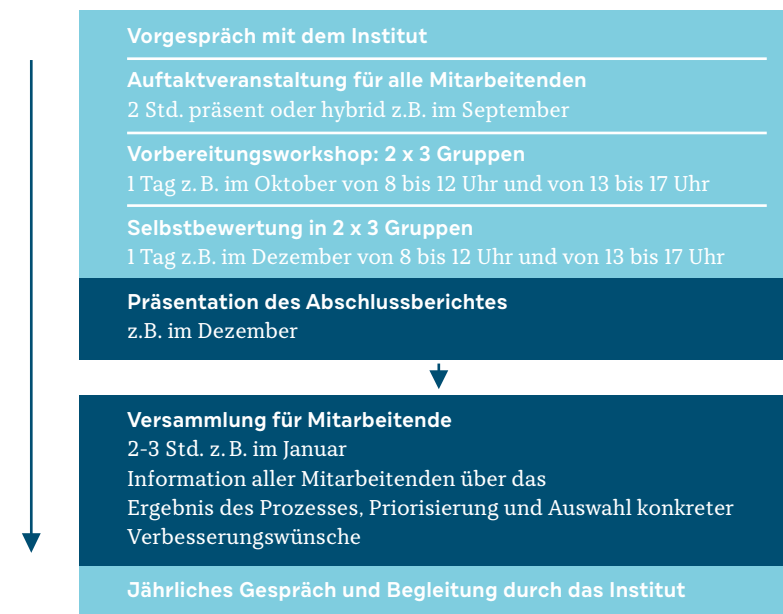 Vorgespräch mit dem Institut
Auftaktveranstaltung für alle Mitarbeitenden
2 Std. präsent oder hybrid z.B. im September
Vorbereitungsworkshop: 2 x 3 Gruppen
1 Tag z. B. im Oktober von 8 bis 12 Uhr und von 13 bis 17 Uhr
Selbstbewertung in 2 x 3 Gruppen
1 Tag z.B. im Dezember von 8 bis 12 Uhr und von 13 bis 17 Uhr
Präsentation des Abschlussberichtes
z.B. im Dezember
Versammlung für Mitarbeitende
2-3 Std. z. B. im Januar
Information aller Mitarbeitenden über das
Ergebnis des Prozesses, Priorisierung und Auswahl konkreter
Verbesserungswünsche
Jährliches Gespräch und Begleitung durch das Institut